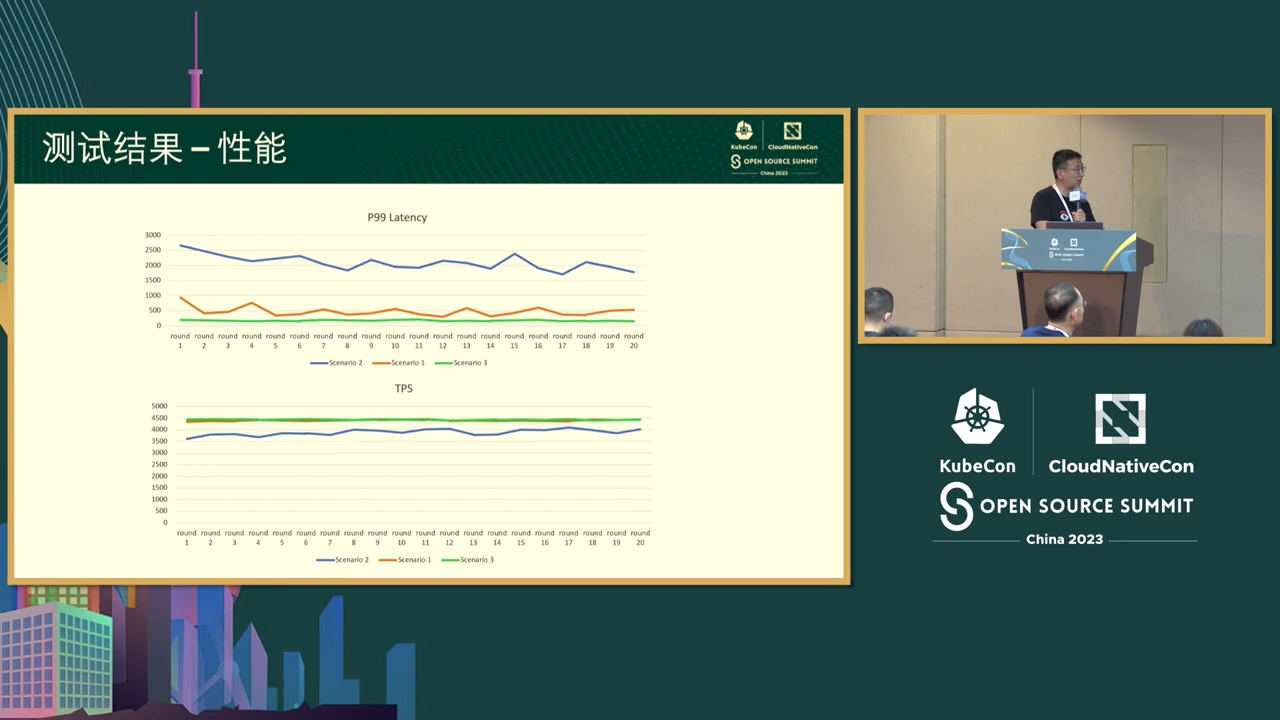 测试结果 – 性能
KubeCon
CloudNativeCon
OPEN SOURCE SUMMIT
China 2023
P99 Latency
3000
2500
2000
1500
1000
500
0
round 1
round 2
round 3
round 4
round 5
round 6
round 7
round 8
round 9
round 10
round 11
round 12
round 13
round 14
round 15
round 16
round 17
round 18
round 19
round 20
Scenario 2
Scenario 1
Scenario 3
TPS
5000
4500
4000
3500
3000
2500
2000
1500
1000
500
0
round 1
round 2
round 3
round 4
round 5
round 6
round 7
round 8
round 9
round 10
round 11
round 12
round 13
round 14
round 15
round 16
round 17
round 18
round 19
round 20
Scenario 2
Scenario 1
Scenario 3
KubeCon
CloudNativeCon
OPEN SOURCE SUMMIT
China 2023